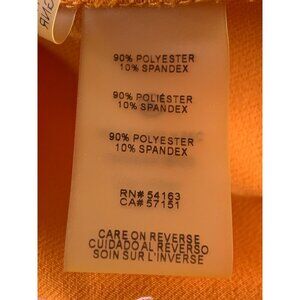 90% POLYESTER
10% SPANDEX
90% POLIÉSTER
10% SPANDEX
90% POLYESTER
10% SPANDEX
RN# 54163
CA# 57151
CARE ON REVERSE
CUIDADO AL REVERSO
SOIN SUR L'INVERSE